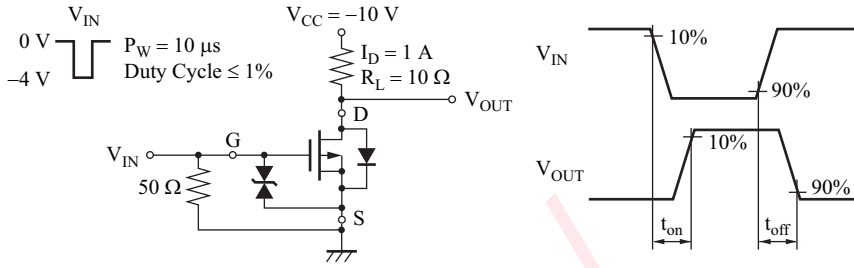 V_IN
0 V
−4 V
P_W = 10 μs
Duty Cycle ≤ 1%
V_CC = −10 V
I_D = 1 A
R_L = 10 Ω
V_OUT
D
G
V_IN
50 Ω
S
V_IN
10%
90%
V_OUT
10%
90%
t_on
t_off